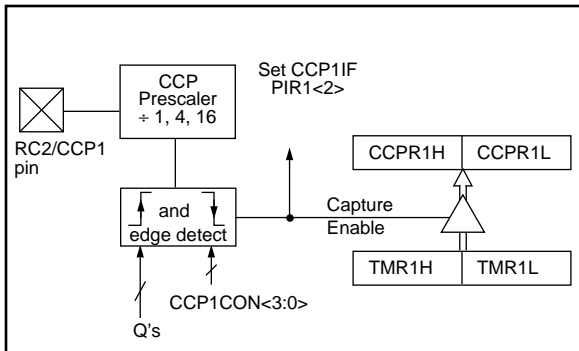 CCP
Prescaler
÷ 1, 4, 16
Set CCP1IF
PIR1<2>
RC2/CCP1
pin
CCPR1H
CCPR1L
and
edge detect
Capture
Enable
TMR1H
TMR1L
CCP1CON<3:0>
Q's